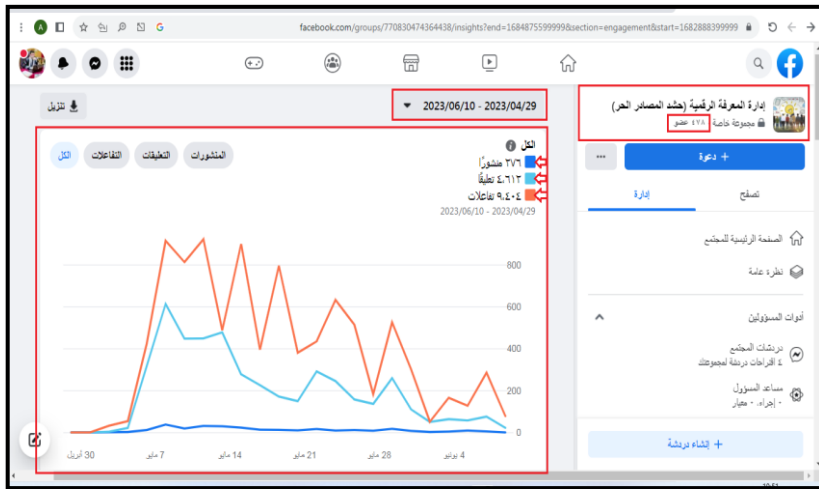 facebook.com/groups/770830474364438/insights?end=1684875599999&section=engagement&start=1682888399999
إدارة المعرفة الرقمية (حشد المصادر الحر)
مجموعة خاصة ٤٧٨ عضو
+ دعوة
تصفح
إدارة
الصفحة الرئيسية للمجتمع
نظرة عامة
أدوات المسؤولين
دردشات المجتمع
٤ اقتراحات دردشة لمجموعتك
مساعد المسؤول
٠ إجراء، ٠ معيار
+ إنشاء دردشة
2023/06/10 - 2023/04/29
تنزيل
الكل
٣٧٦ منشورًا
٤,٦١٢ تعليقًا
٩,٤٠٤ تفاعلات
2023/06/10 - 2023/04/29
المنشورات
التعليقات
التفاعلات
الكل
800
600
400
200
0
30 أبريل
7 مايو
14 مايو
21 مايو
28 مايو
4 يونيو